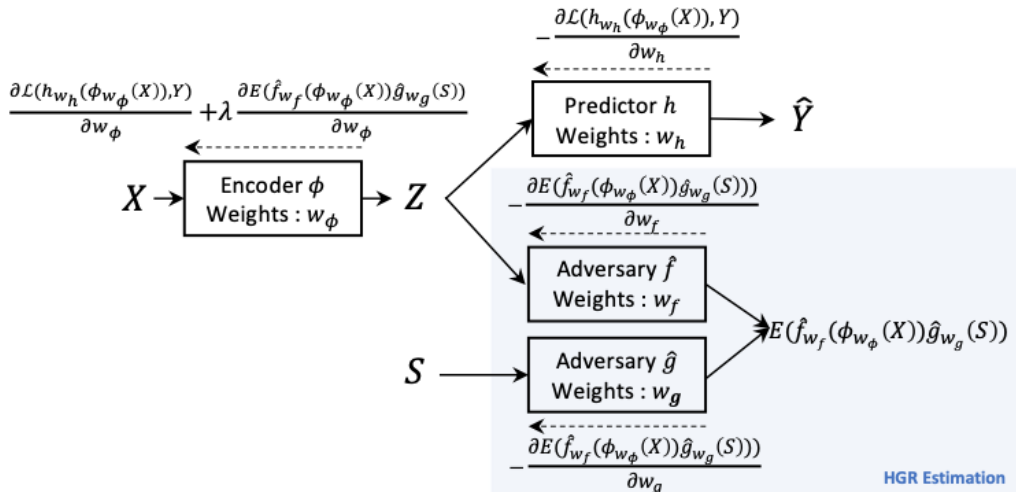 − ∂ℒ(h_{w_h}(ϕ_{w_ϕ}(X)), Y) / ∂w_h
∂ℒ(h_{w_h}(ϕ_{w_ϕ}(X)), Y) / ∂w_ϕ + λ ∂E(f̂_{w_f}(ϕ_{w_ϕ}(X))ĝ_{w_g}(S)) / ∂w_ϕ
Predictor h
Weights : w_h
Ŷ
X
Encoder ϕ
Weights : w_ϕ
Z
− ∂E(f̂_{w_f}(ϕ_{w_ϕ}(X))ĝ_{w_g}(S))) / ∂w_f
Adversary f̂
Weights : w_f
E(f̂_{w_f}(ϕ_{w_ϕ}(X))ĝ_{w_g}(S))
S
Adversary ĝ
Weights : w_g
− ∂E(f̂_{w_f}(ϕ_{w_ϕ}(X))ĝ_{w_g}(S))) / ∂w_g
HGR Estimation